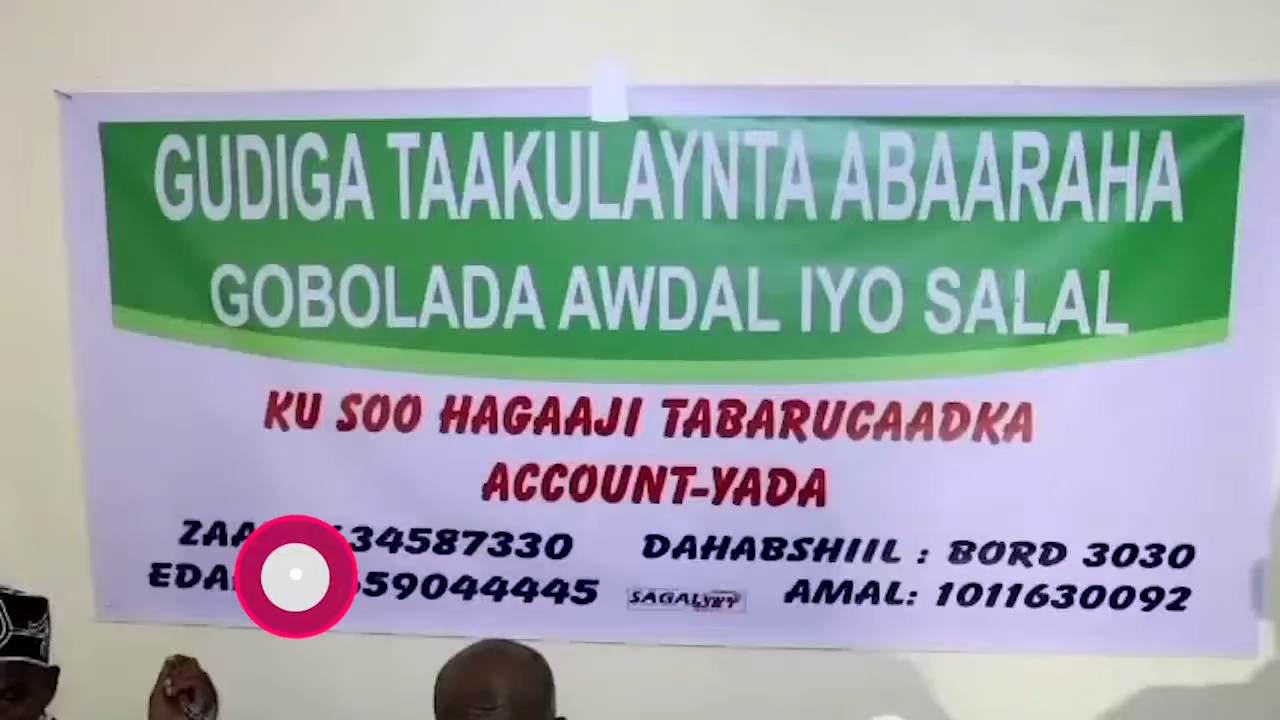 GUDIGA TAAKULAYNTA ABAARAHA
GOBOLADA AWDAL IYO SALAL
KU SOO HAGAAJI TABARUCAADKA
ACCOUNT-YADA
34587330 DAHABSHIIL : BORD 3030
59044445 AMAL: 1011630092